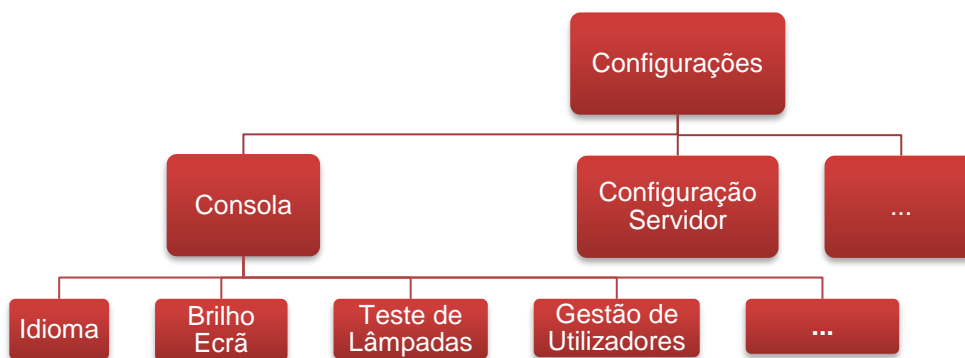 Configurações
Consola
Configuração
Servidor
...
Idioma
Brilho
Ecrã
Teste de
Lâmpadas
Gestão de
Utilizadores
...